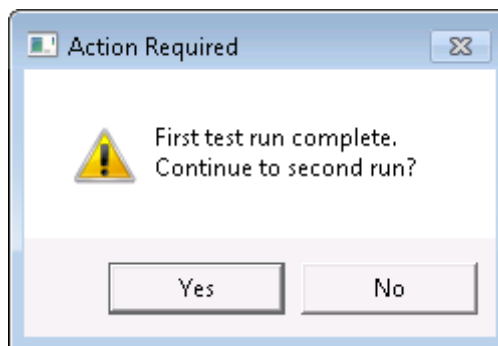 Action Required
First test run complete.
Continue to second run?
Yes
No